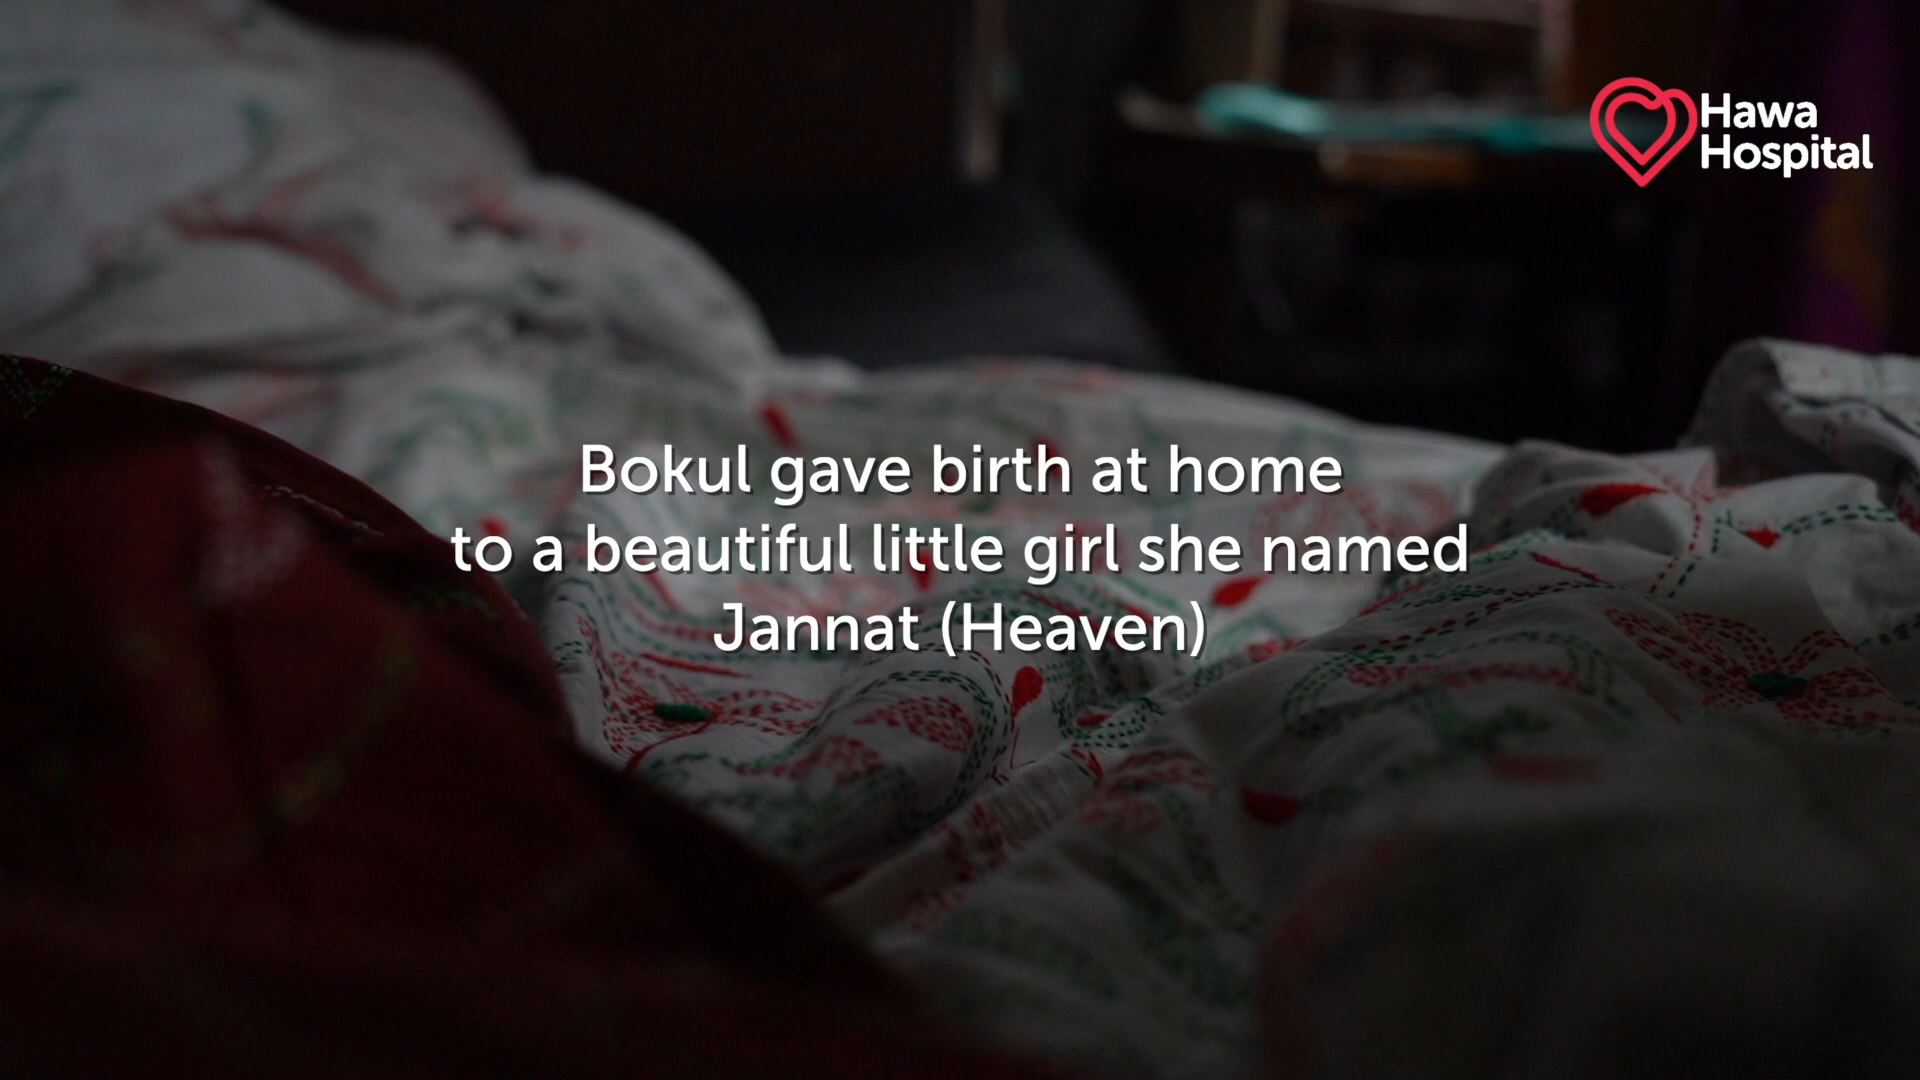 Hawa
Hospital
Bokul gave birth at home
to a beautiful little girl she named
Jannat (Heaven)